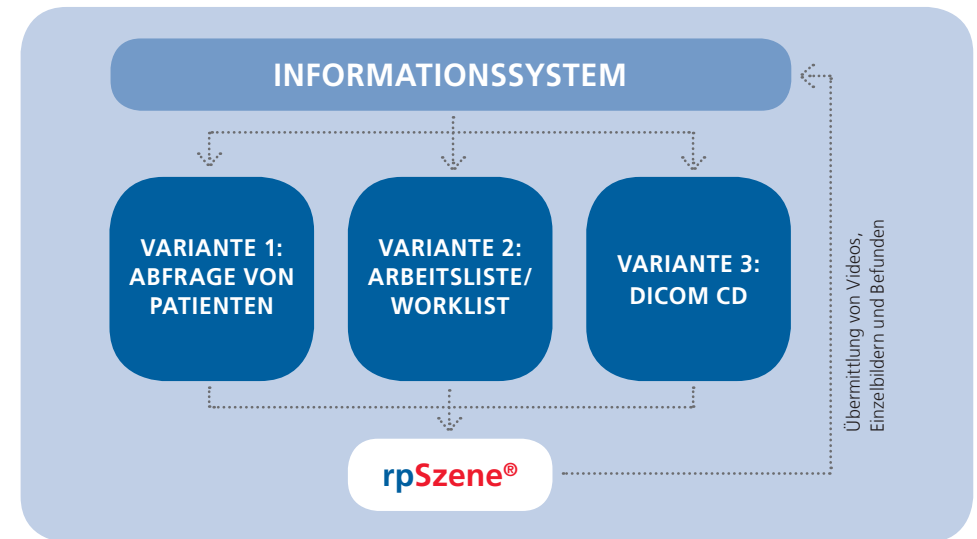 INFORMATIONSSYSTEM
VARIANTE 1:
ABFRAGE VON
PATIENTEN
VARIANTE 2:
ARBEITSLISTE/
WORKLIST
VARIANTE 3:
DICOM CD
Übermittlung von Videos,
Einzelbildern und Befunden
rpSzene®